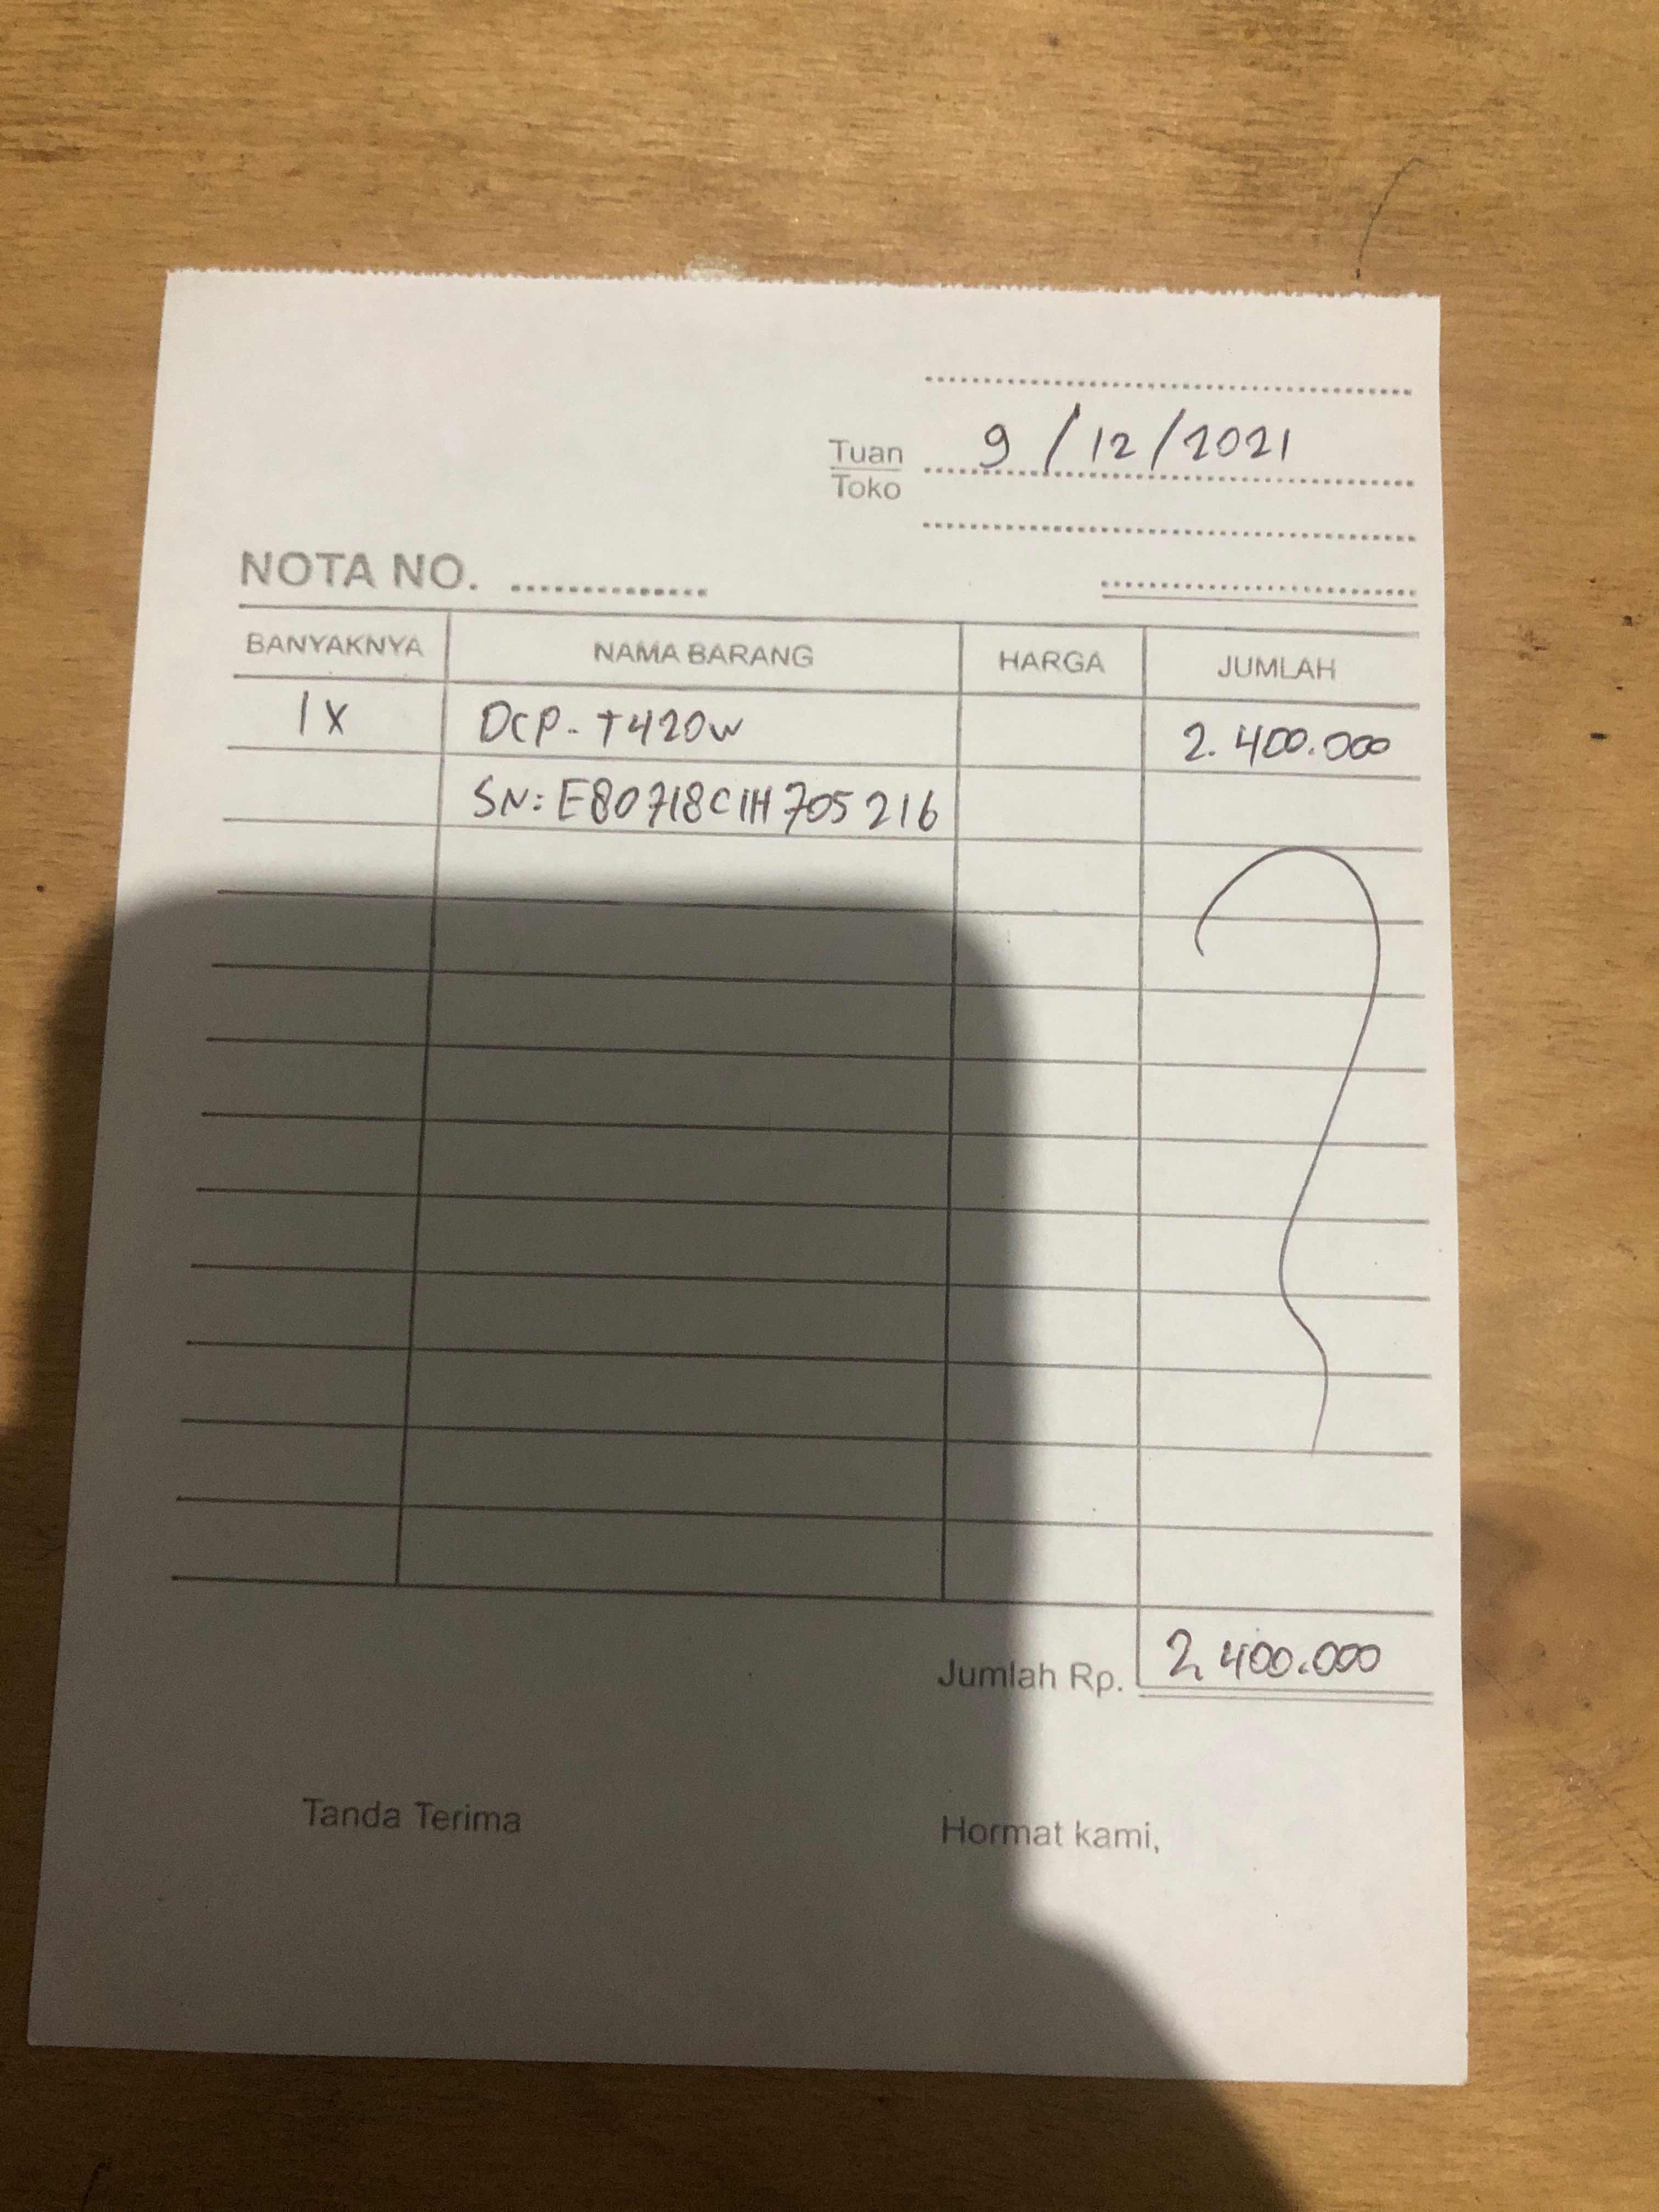 Tuan 9/12/2021
Toko
NOTA NO. ..............
BANYAKNYA NAMA BARANG HARGA JUMLAH
1 X DCP-T420W 2.400.000
SN: E80718C1H705216
Jumlah Rp. 2.400.000
Tanda Terima Hormat kami,